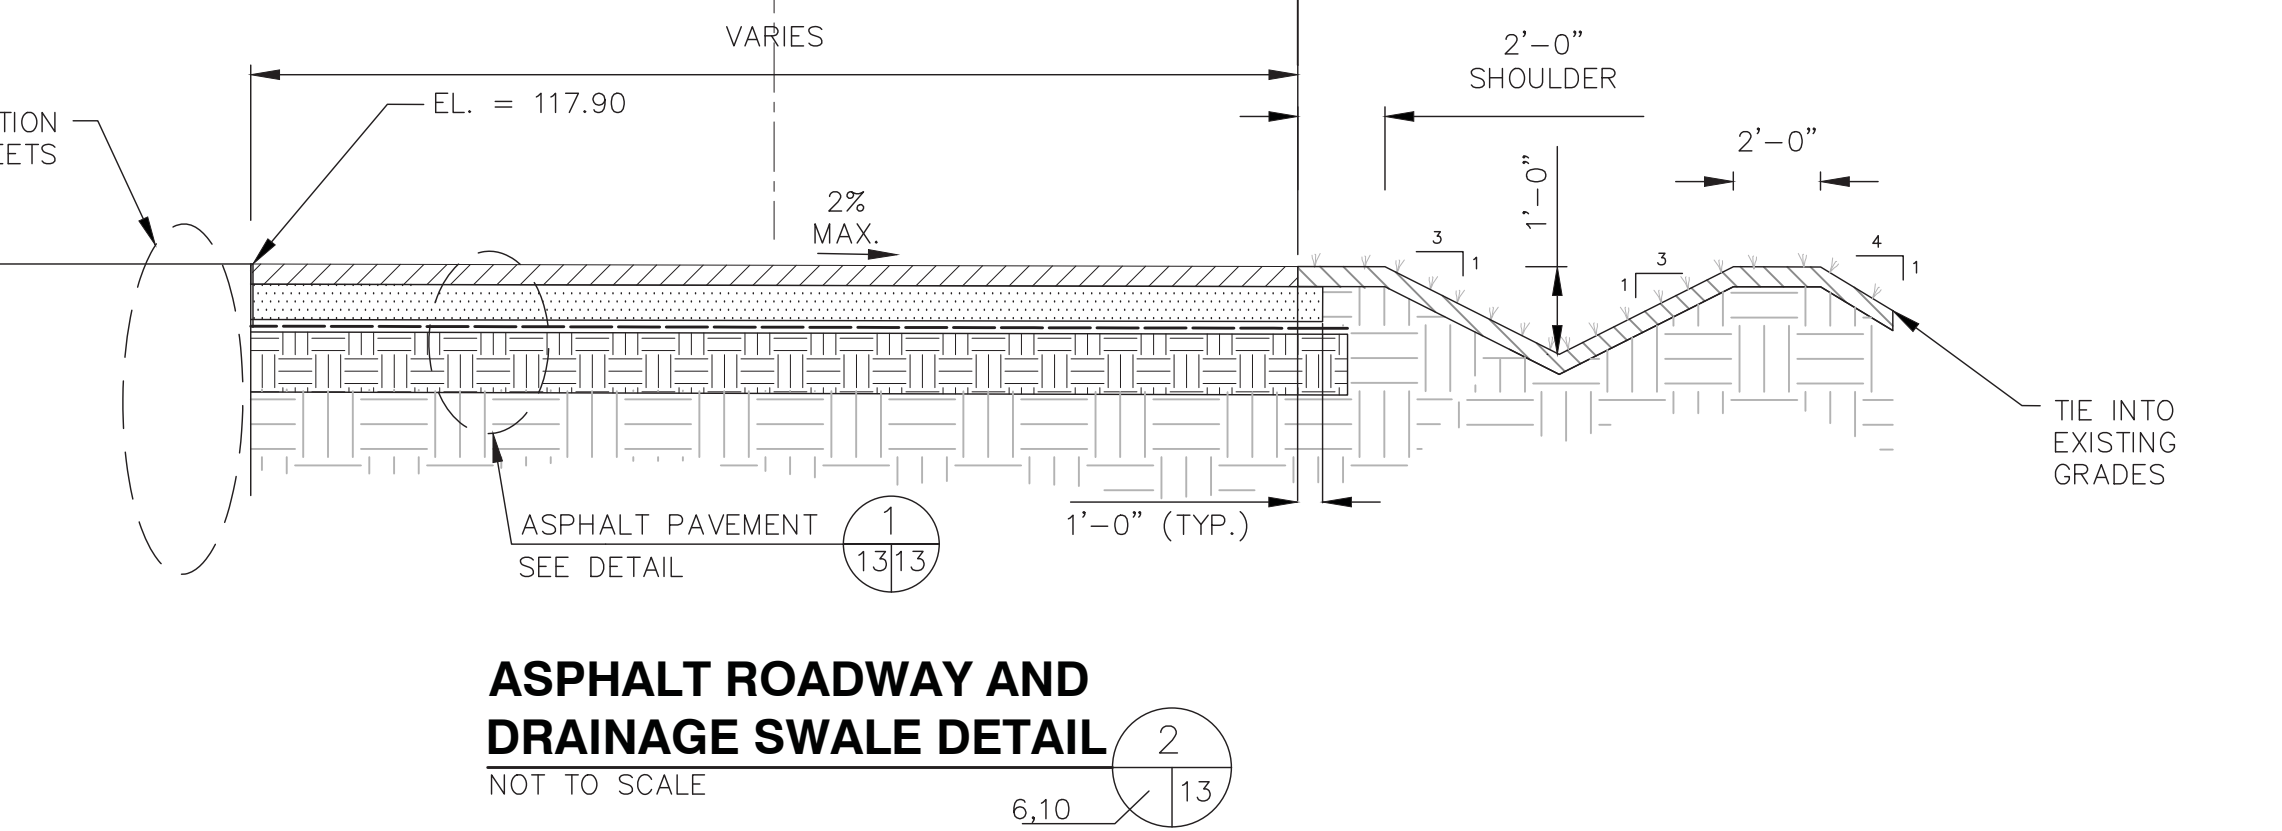 VARIES
2'-0"
SHOULDER
EL. = 117.90
TION
EETS
2'-0"
1'-0"
2%
MAX.
3
1
3
1
4
1
TIE INTO
EXISTING
GRADES
ASPHALT PAVEMENT
SEE DETAIL
1
13 13
1'-0" (TYP.)
ASPHALT ROADWAY AND
DRAINAGE SWALE DETAIL
NOT TO SCALE
2
13
6,10